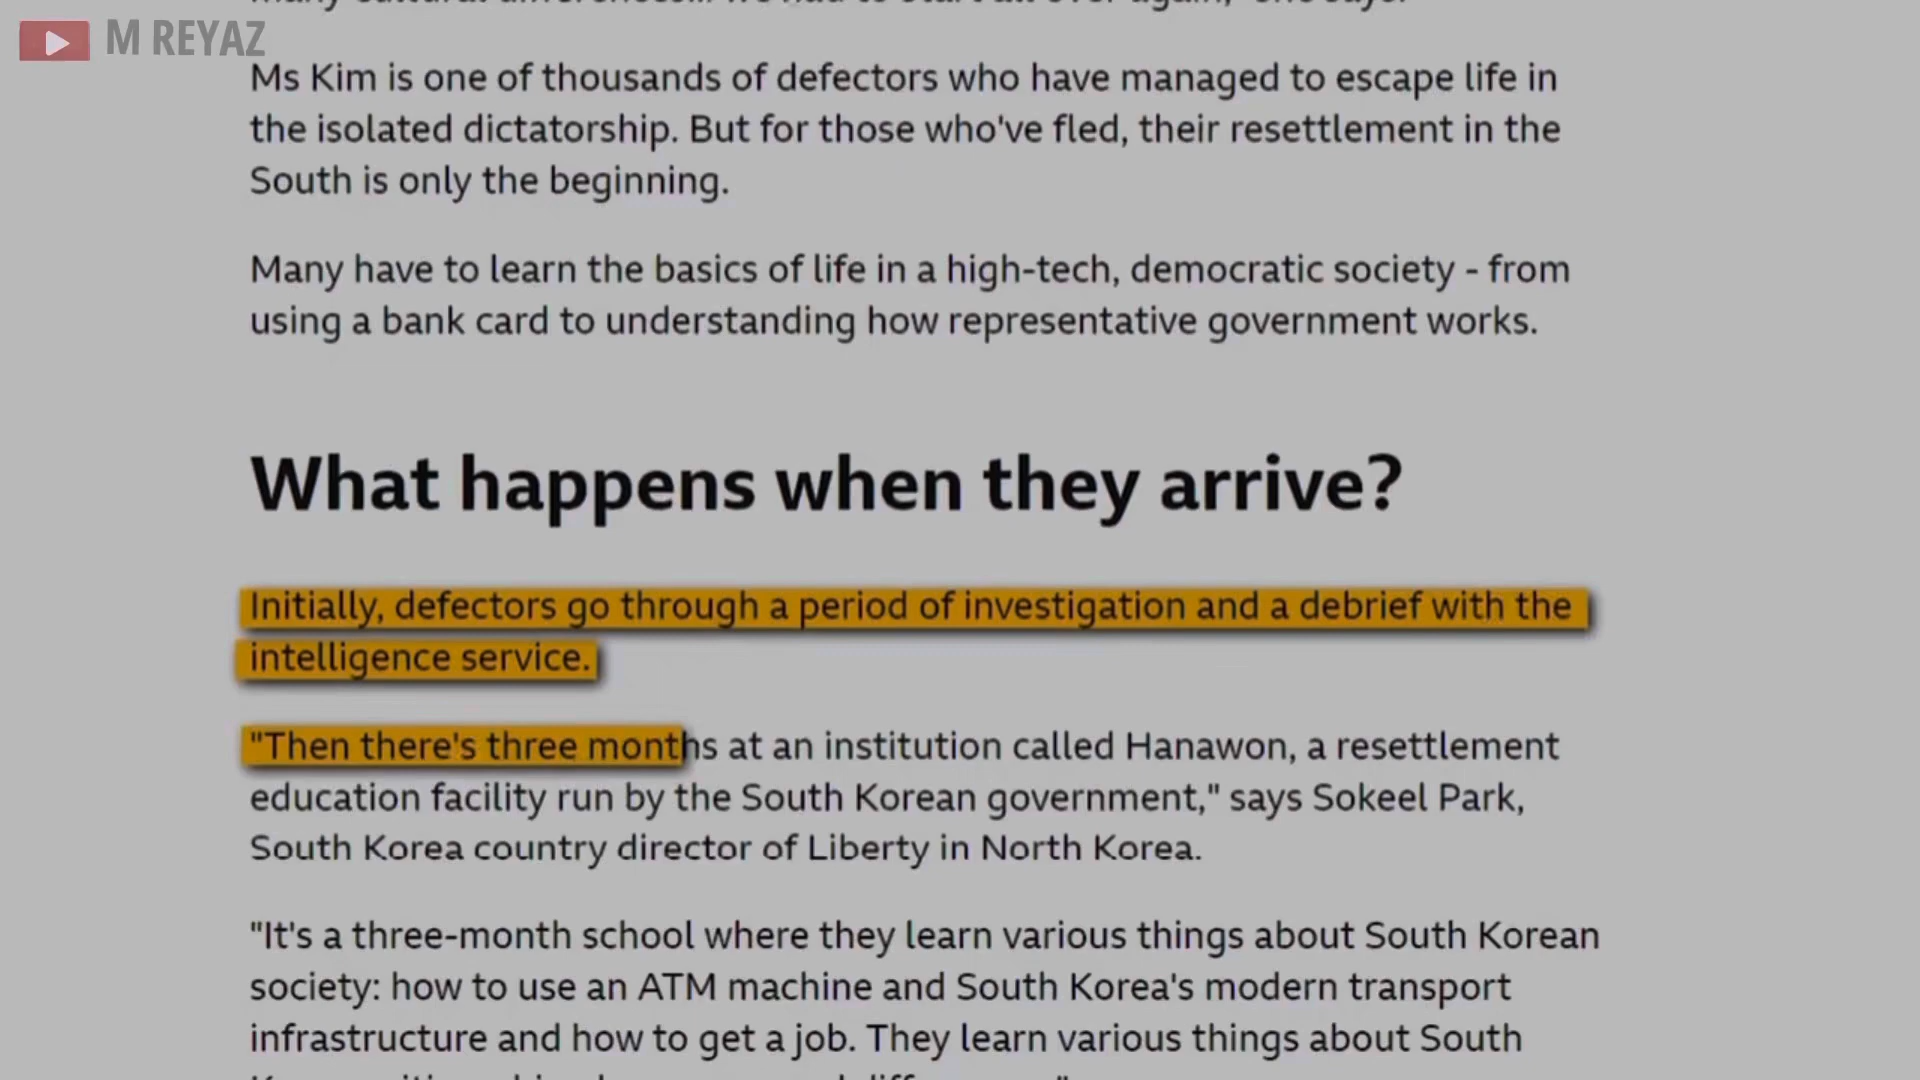 M REYAZ
Ms Kim is one of thousands of defectors who have managed to escape life in
the isolated dictatorship. But for those who've fled, their resettlement in the
South is only the beginning.
Many have to learn the basics of life in a high-tech, democratic society - from
using a bank card to understanding how representative government works.
What happens when they arrive?
Initially, defectors go through a period of investigation and a debrief with the
intelligence service.
"Then there's three months at an institution called Hanawon, a resettlement
education facility run by the South Korean government," says Sokeel Park,
South Korea country director of Liberty in North Korea.
"It's a three-month school where they learn various things about South Korean
society: how to use an ATM machine and South Korea's modern transport
infrastructure and how to get a job. They learn various things about South